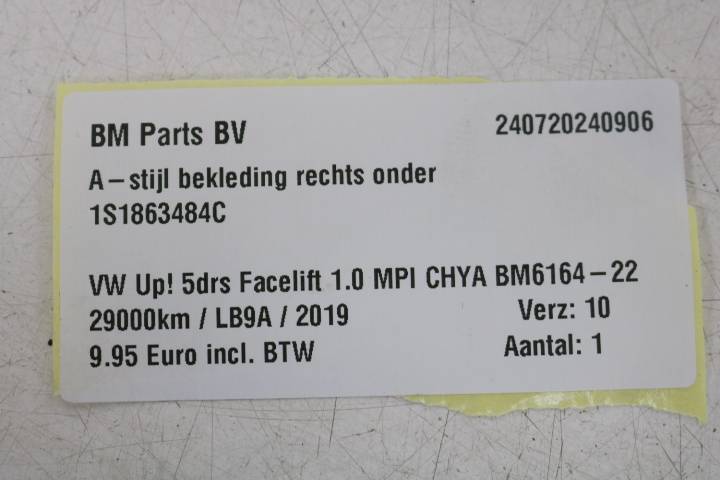 BM Parts BV 240720240906
A-stijl bekleding rechts onder
1S1863484C
VW Up! 5drs Facelift 1.0 MPI CHYA BM6164-22
29000km / LB9A / 2019 Verz: 10
9.95 Euro incl. BTW Aantal: 1